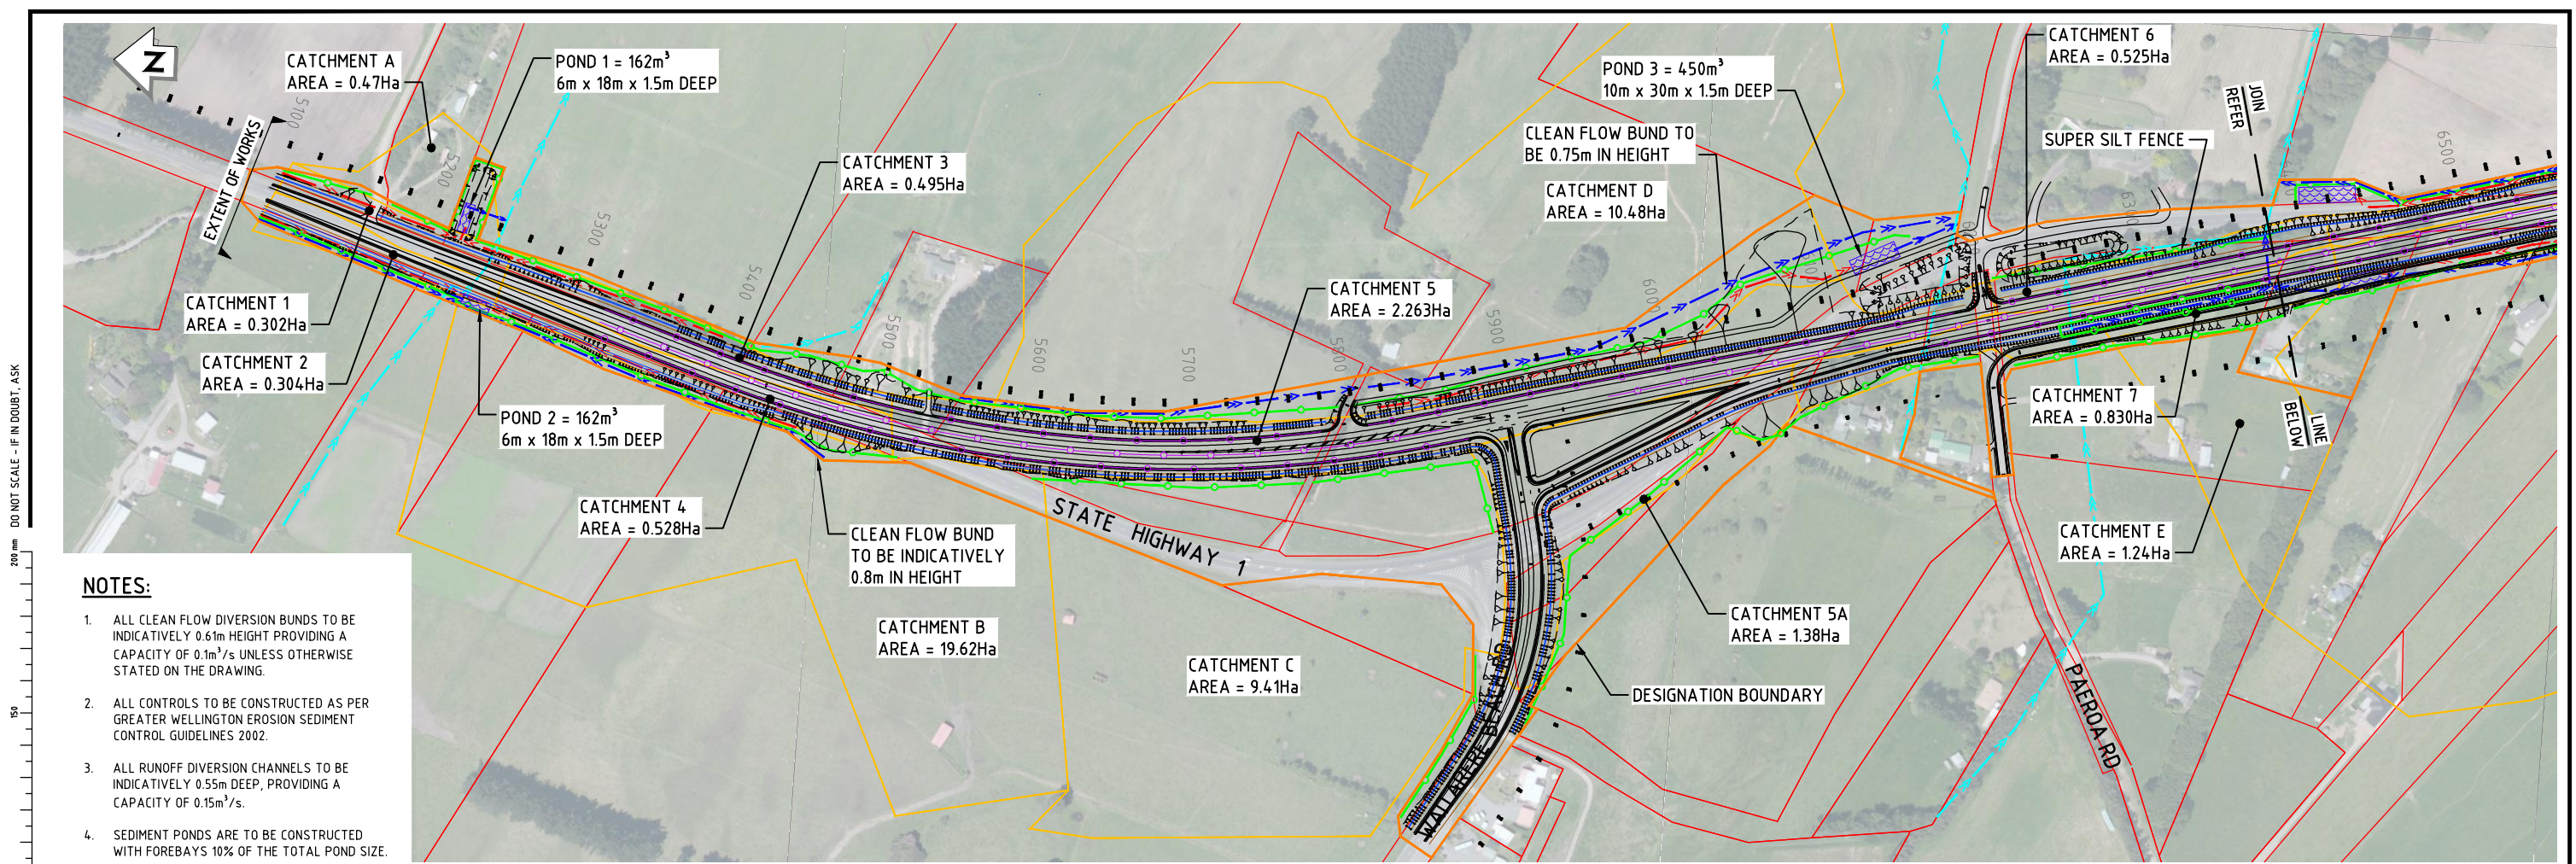 Z
CATCHMENT A
AREA = 0.47Ha
POND 1 = 162m³
6m x 18m x 1.5m DEEP
CATCHMENT 3
AREA = 0.495Ha
POND 3 = 450m³
10m x 30m x 1.5m DEEP
CLEAN FLOW BUND TO
BE 0.75m IN HEIGHT
CATCHMENT D
AREA = 10.48Ha
CATCHMENT 6
AREA = 0.525Ha
SUPER SILT FENCE
JOIN
REFER
LINE
BELOW
EXTENT OF WORKS
5100
5200
5300
5400
5500
5600
5700
5800
5900
6500
CATCHMENT 1
AREA = 0.302Ha
CATCHMENT 2
AREA = 0.304Ha
POND 2 = 162m³
6m x 18m x 1.5m DEEP
CATCHMENT 5
AREA = 2.263Ha
CATCHMENT 7
AREA = 0.830Ha
CATCHMENT 4
AREA = 0.528Ha
CLEAN FLOW BUND
TO BE INDICATIVELY
0.8m IN HEIGHT
STATE HIGHWAY 1
CATCHMENT E
AREA = 1.24Ha
CATCHMENT 5A
AREA = 1.38Ha
CATCHMENT B
AREA = 19.62Ha
CATCHMENT C
AREA = 9.41Ha
DESIGNATION BOUNDARY
PAEROA RD
DO NOT SCALE - IF IN DOUBT, ASK
200 mm
150
NOTES:
1. ALL CLEAN FLOW DIVERSION BUNDS TO BE
INDICATIVELY 0.61m HEIGHT PROVIDING A
CAPACITY OF 0.1m³/s UNLESS OTHERWISE
STATED ON THE DRAWING.
2. ALL CONTROLS TO BE CONSTRUCTED AS PER
GREATER WELLINGTON EROSION SEDIMENT
CONTROL GUIDELINES 2002.
3. ALL RUNOFF DIVERSION CHANNELS TO BE
INDICATIVELY 0.55m DEEP, PROVIDING A
CAPACITY OF 0.15m³/s.
4. SEDIMENT PONDS ARE TO BE CONSTRUCTED
WITH FOREBAYS 10% OF THE TOTAL POND SIZE.